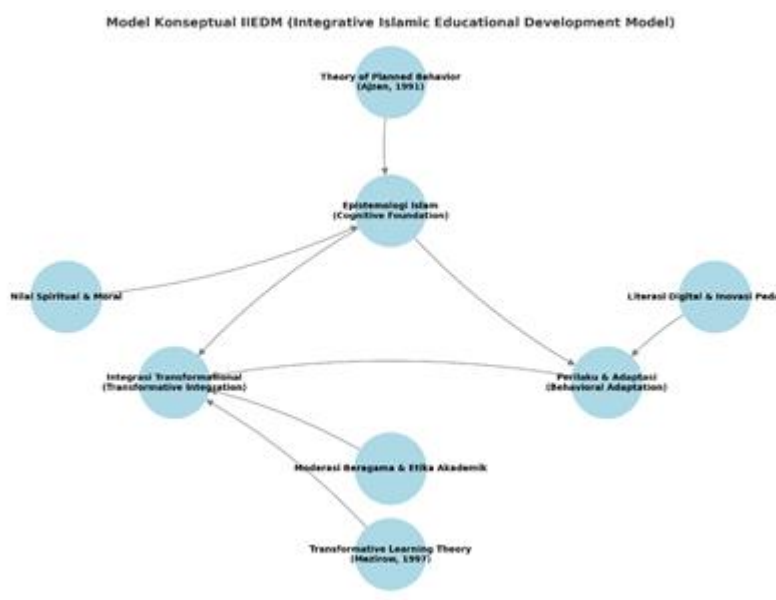 Model Konseptual IIEDM (Integrative Islamic Educational Development Model)
Theory of Planned Behavior
(Ajzen, 1991)
Epistemologi Islam
(Cognitive Foundation)
Nilai Spiritual & Moral
Literasi Digital & Inovasi Peda
Integrasi Transformational
(Transformative Integration)
Perilaku & Adaptasi
(Behavioral Adaptation)
Moderasi Beragama & Etika Akademik
Transformative Learning Theory
(Mezirow, 1997)